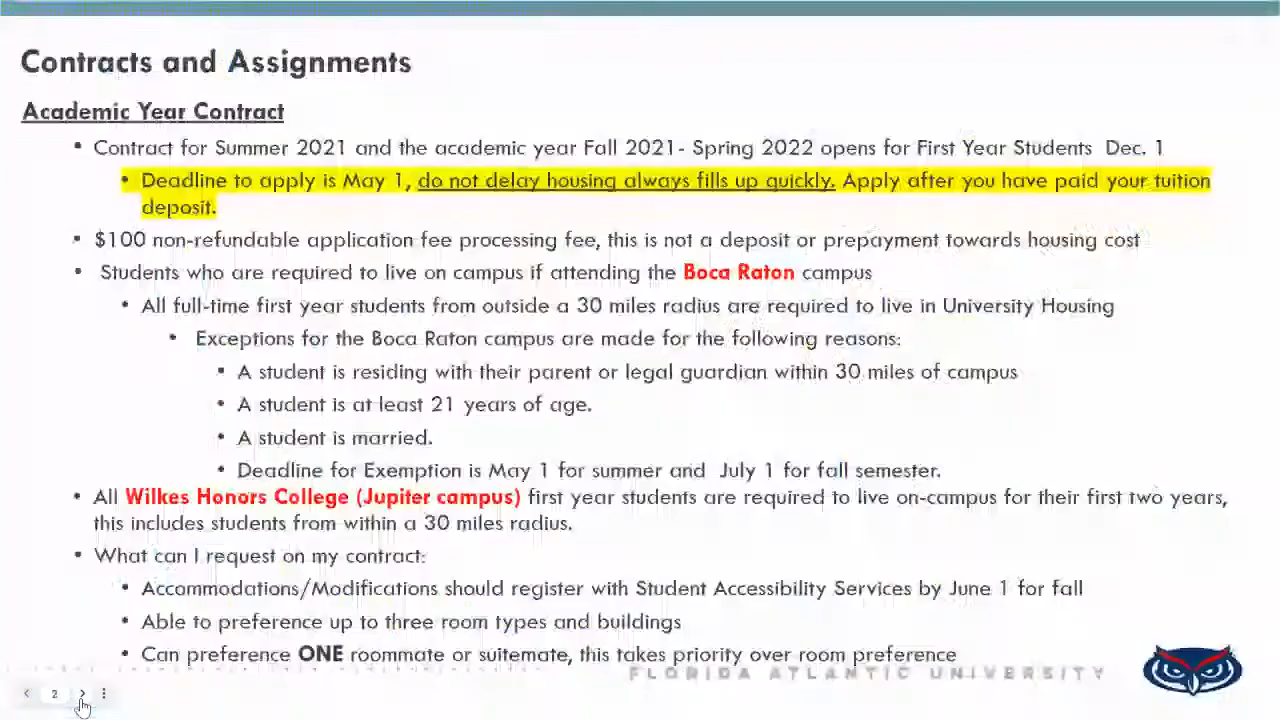 Contracts and Assignments
Academic Year Contract
• Contract for Summer 2021 and the academic year Fall 2021- Spring 2022 opens for First Year Students Dec. 1
• Deadline to apply is May 1, do not delay housing always fills up quickly. Apply after you have paid your tuition
deposit.
• $100 non-refundable application fee processing fee, this is not a deposit or prepayment towards housing cost
• Students who are required to live on campus if attending the Boca Raton campus
• All full-time first year students from outside a 30 miles radius are required to live in University Housing
• Exceptions for the Boca Raton campus are made for the following reasons:
• A student is residing with their parent or legal guardian within 30 miles of campus
• A student is at least 21 years of age.
• A student is married.
• Deadline for Exemption is May 1 for summer and July 1 for fall semester.
• All Wilkes Honors College (Jupiter campus) first year students are required to live on-campus for their first two years,
this includes students from within a 30 miles radius.
• What can I request on my contract:
• Accommodations/Modifications should register with Student Accessibility Services by June 1 for fall
• Able to preference up to three room types and buildings
• Can preference ONE roommate or suitemate, this takes priority over room preference
FLORIDA ATLANTIC UNIVERSITY
2